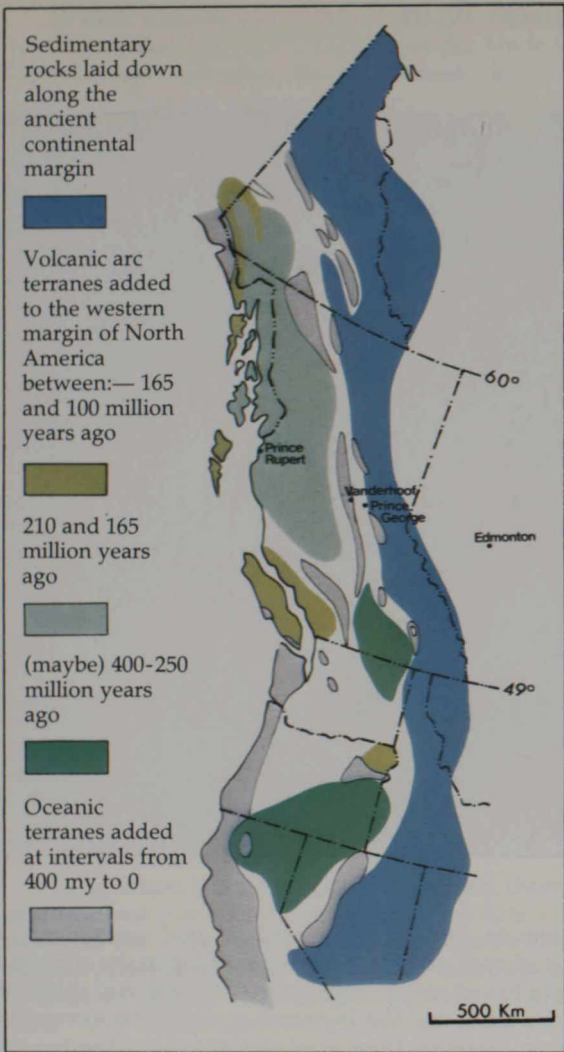 Sedimentary
rocks laid down
along the
ancient
continental
margin
Volcanic arc
terranes added
to the western
margin of North
America
between:— 165
and 100 million
years ago
210 and 165
million years
ago
(maybe) 400-250
million years
ago
Oceanic
terranes added
at intervals from
400 my to 0
60°
Prince
Rupert
Vanderhoof
Prince
George
Edmonton
49°
500 Km